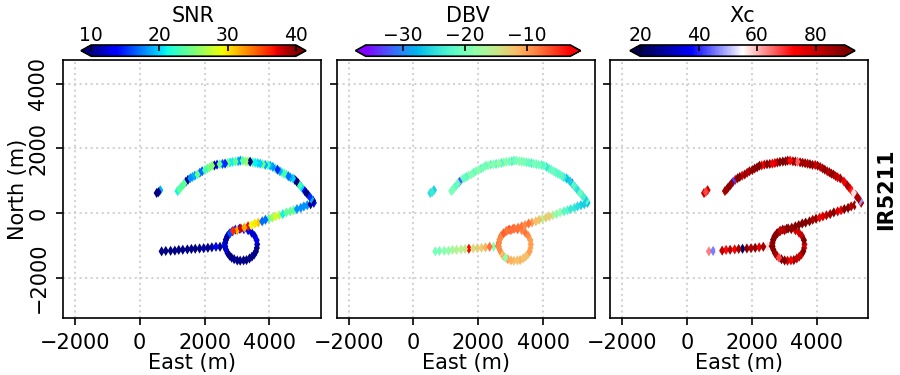 SNR DBV Xc
10 20 30 40 −30 −20 −10 20 40 60 80
4000
2000
0
−2000
North (m)
−2000 0 2000 4000 −2000 0 2000 4000 −2000 0 2000 4000
East (m) East (m) East (m)
IR5211